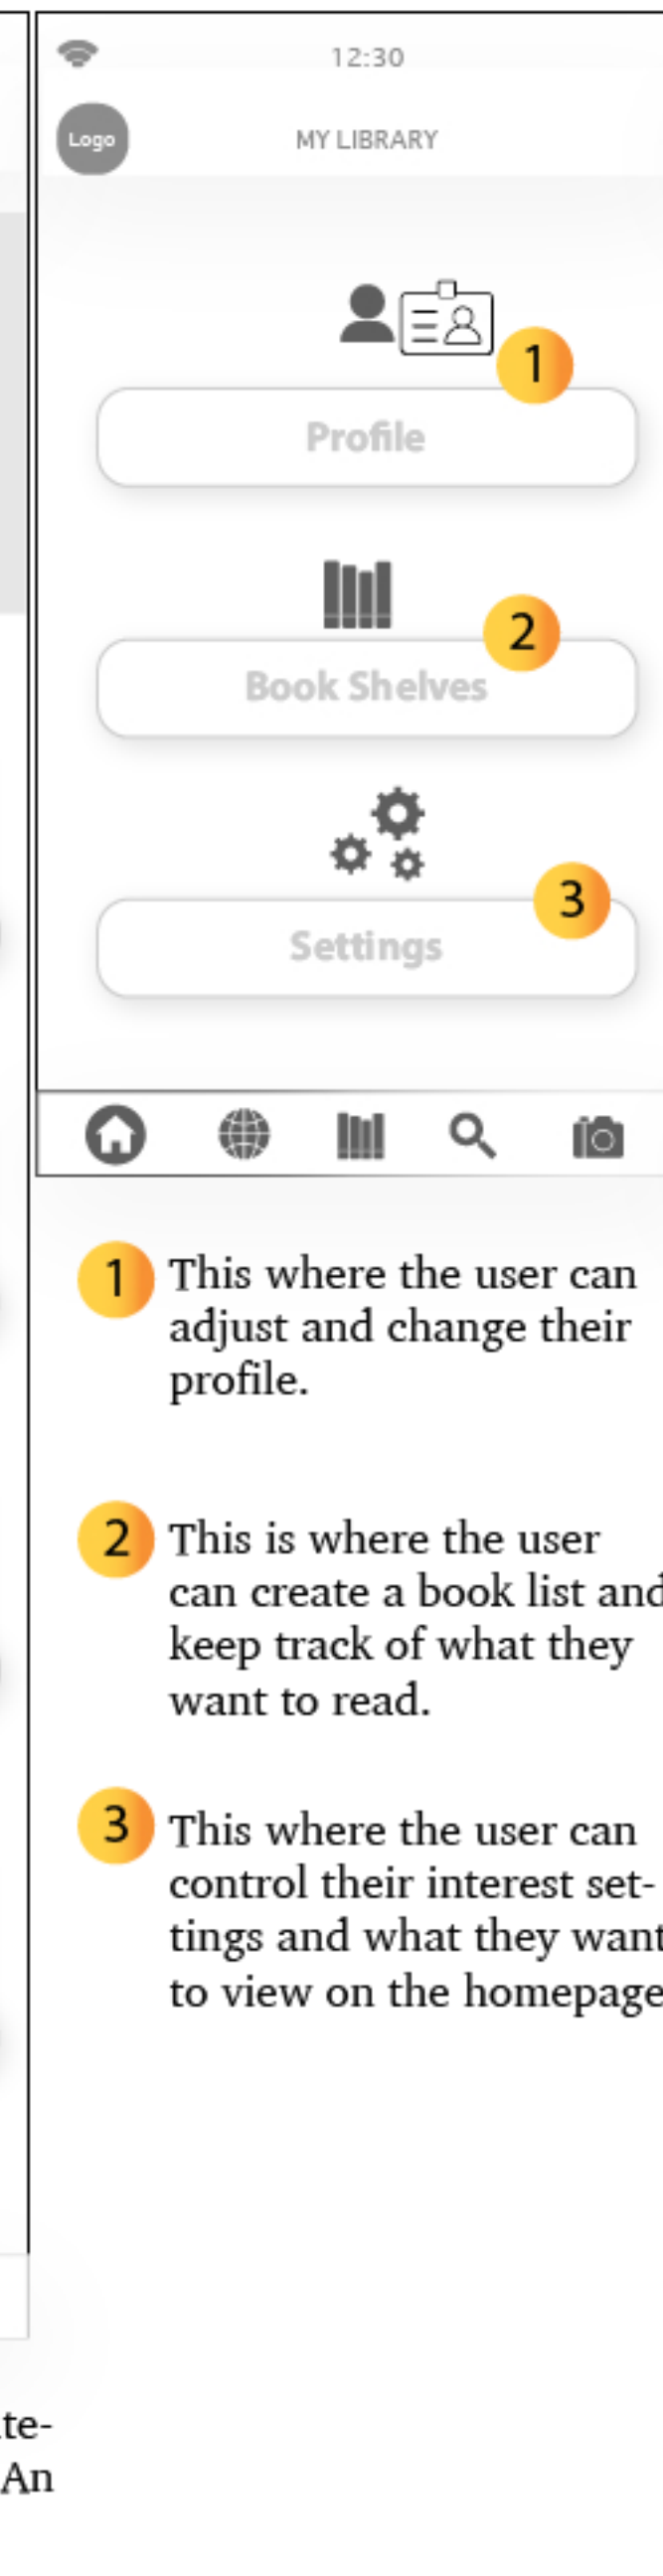 12:30
Logo
MY LIBRARY
1
Profile
2
Book Shelves
3
Settings
1 This where the user can
adjust and change their
profile.
2 This is where the user
can create a book list and
keep track of what they
want to read.
3 This where the user can
control their interest set-
tings and what they want
to view on the homepage
te-
An